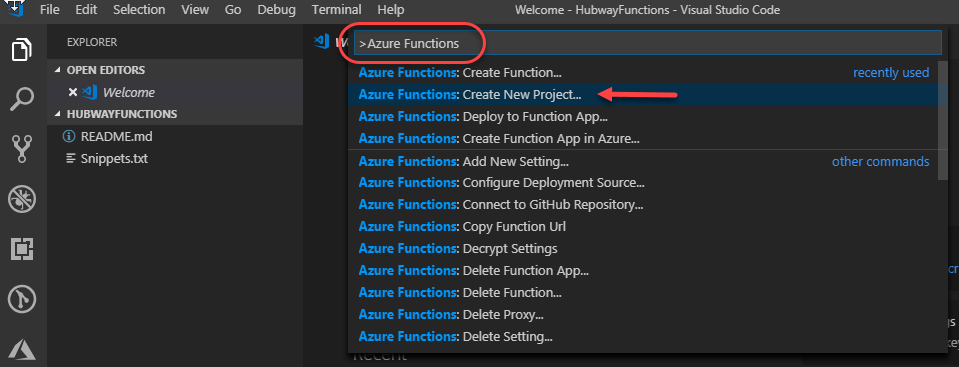 File Edit Selection View Go Debug Terminal Help Welcome - HubwayFunctions - Visual Studio Code
EXPLORER
OPEN EDITORS
Welcome
HUBWAYFUNCTIONS
README.md
Snippets.txt
>Azure Functions
Azure Functions: Create Function... recently used
Azure Functions: Create New Project...
Azure Functions: Deploy to Function App...
Azure Functions: Create Function App in Azure...
Azure Functions: Add New Setting... other commands
Azure Functions: Configure Deployment Source...
Azure Functions: Connect to GitHub Repository...
Azure Functions: Copy Function Url
Azure Functions: Decrypt Settings
Azure Functions: Delete Function App...
Azure Functions: Delete Function...
Azure Functions: Delete Proxy...
Azure Functions: Delete Setting...
Recent